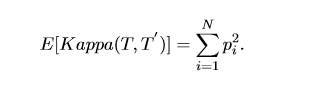 $E[Kappa(T, T^{'})] = \sum_{i=1}^{N} p_i^2.$